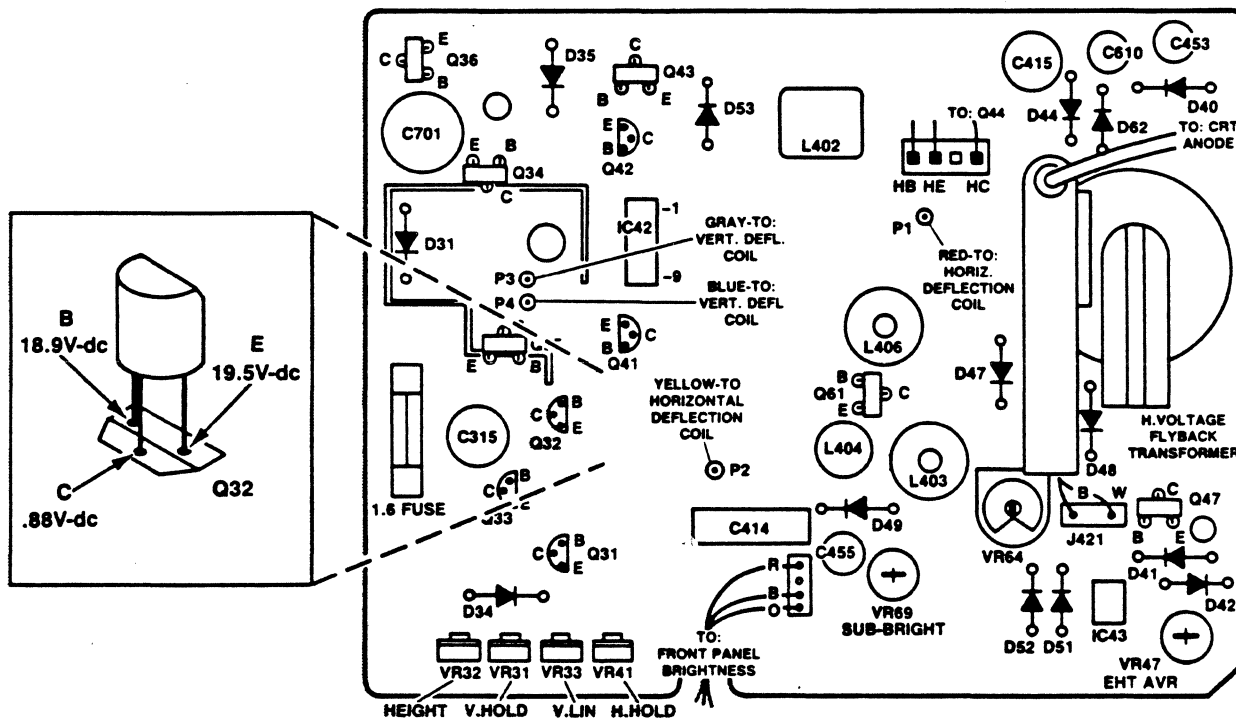 B
18.9V-dc
E
19.5V-dc
C
.88V-dc
Q32
E
C
Q36
B
D35
C
Q43
B
E
D53
C701
E
B
Q34
C
E
C
B
Q42
L402
C415
C610
C453
D44
D62
D40
TO: Q44
TO: CRT
ANODE
HB HE HC
D31
IC42
-1
-9
GRAY-TO:
VERT. DEFL.
COIL
P3
P4
BLUE-TO:
VERT. DEFL
COIL
P1
RED-TO:
HORIZ.
DEFLECTION
COIL
E
B
E
C
B
Q41
L406
D47
B
Q61
C
E
YELLOW-TO
HORIZONTAL
DEFLECTION
COIL
P2
1.6 FUSE
C315
B
C
E
Q32
B
C
Q33
L404
L403
H.VOLTAGE
FLYBACK
TRANSFORMER
D48
C414
D49
C455
VR64
B W
J421
C
Q47
B
E
B
C
Q31
E
D34
R
B
O
VR69
SUB-BRIGHT
D41
D42
D52
D51
IC43
VR47
EHT AVR
TO:
FRONT PANEL
BRIGHTNESS
VR32
VR31
VR33
VR41
HEIGHT
V.HOLD
V.LIN
H.HOLD